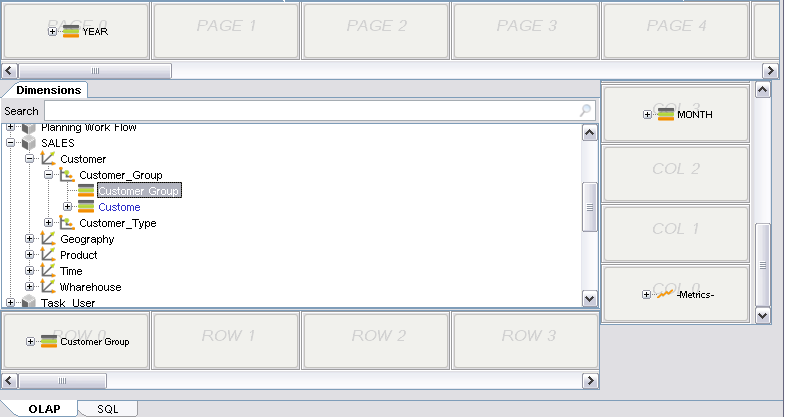 PAGE 0 PAGE 1 PAGE 2 PAGE 3 PAGE 4
YEAR
Dimensions
Search
Planning Work Flow
SALES
Customer
Customer_Group
Customer Group
Custome
Customer_Type
Geography
Product
Time
Wharehouse
Task_User
COL 3
MONTH
COL 2
COL 1
COL 0
-Metrics-
ROW 0 ROW 1 ROW 2 ROW 3
Customer Group
OLAP SQL